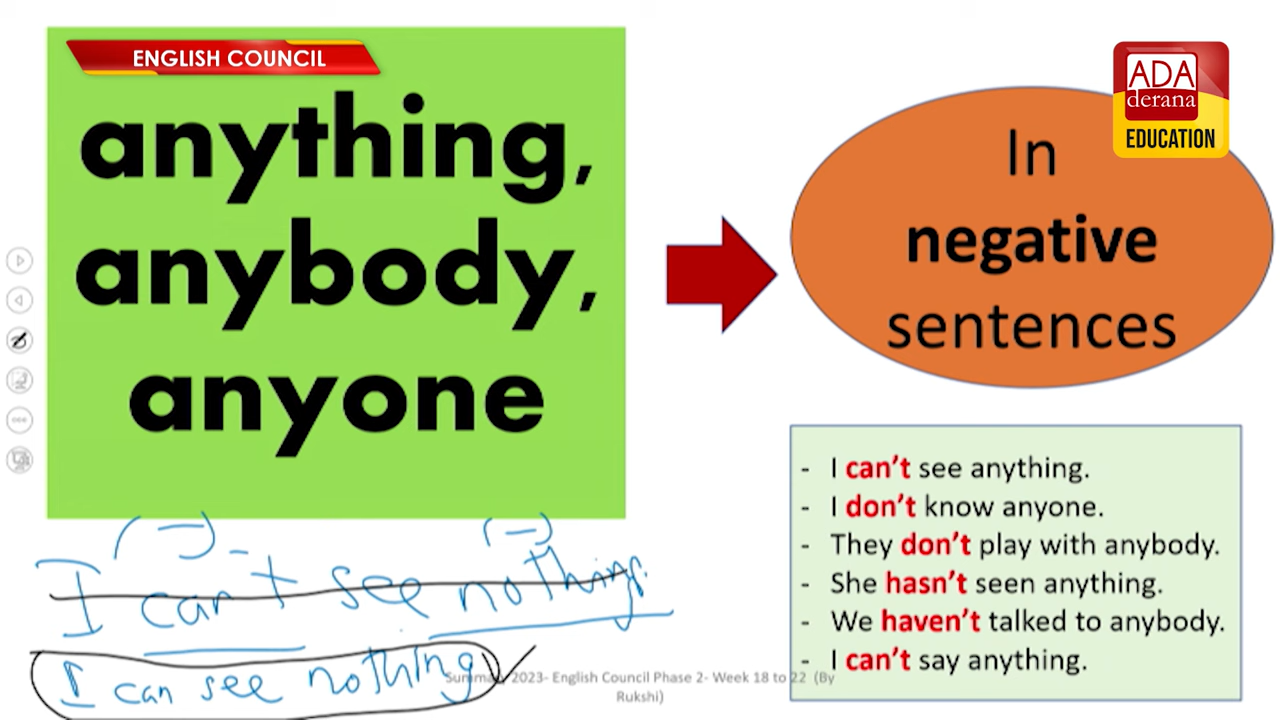 ENGLISH COUNCIL
anything,
anybody,
anyone
In
negative
sentences
ADA
derana
EDUCATION
- I can't see anything.
- I don't know anyone.
- They don't play with anybody.
- She hasn't seen anything.
- We haven't talked to anybody.
- I can't say anything.
(-) (-)
I can't see nothing.
I can see nothing
2023- English Council Phase 2- Week 18 to 22 (By
Rukshi)